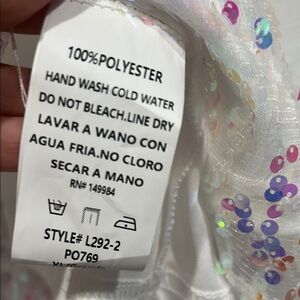 100%POLYESTER
HAND WASH COLD WATER
DO NOT BLEACH.LINE DRY
LAVAR A WANO CON
AGUA FRIA.NO CLORO
SECAR A MANO
RN# 149984
STYLE# L292-2
PO769